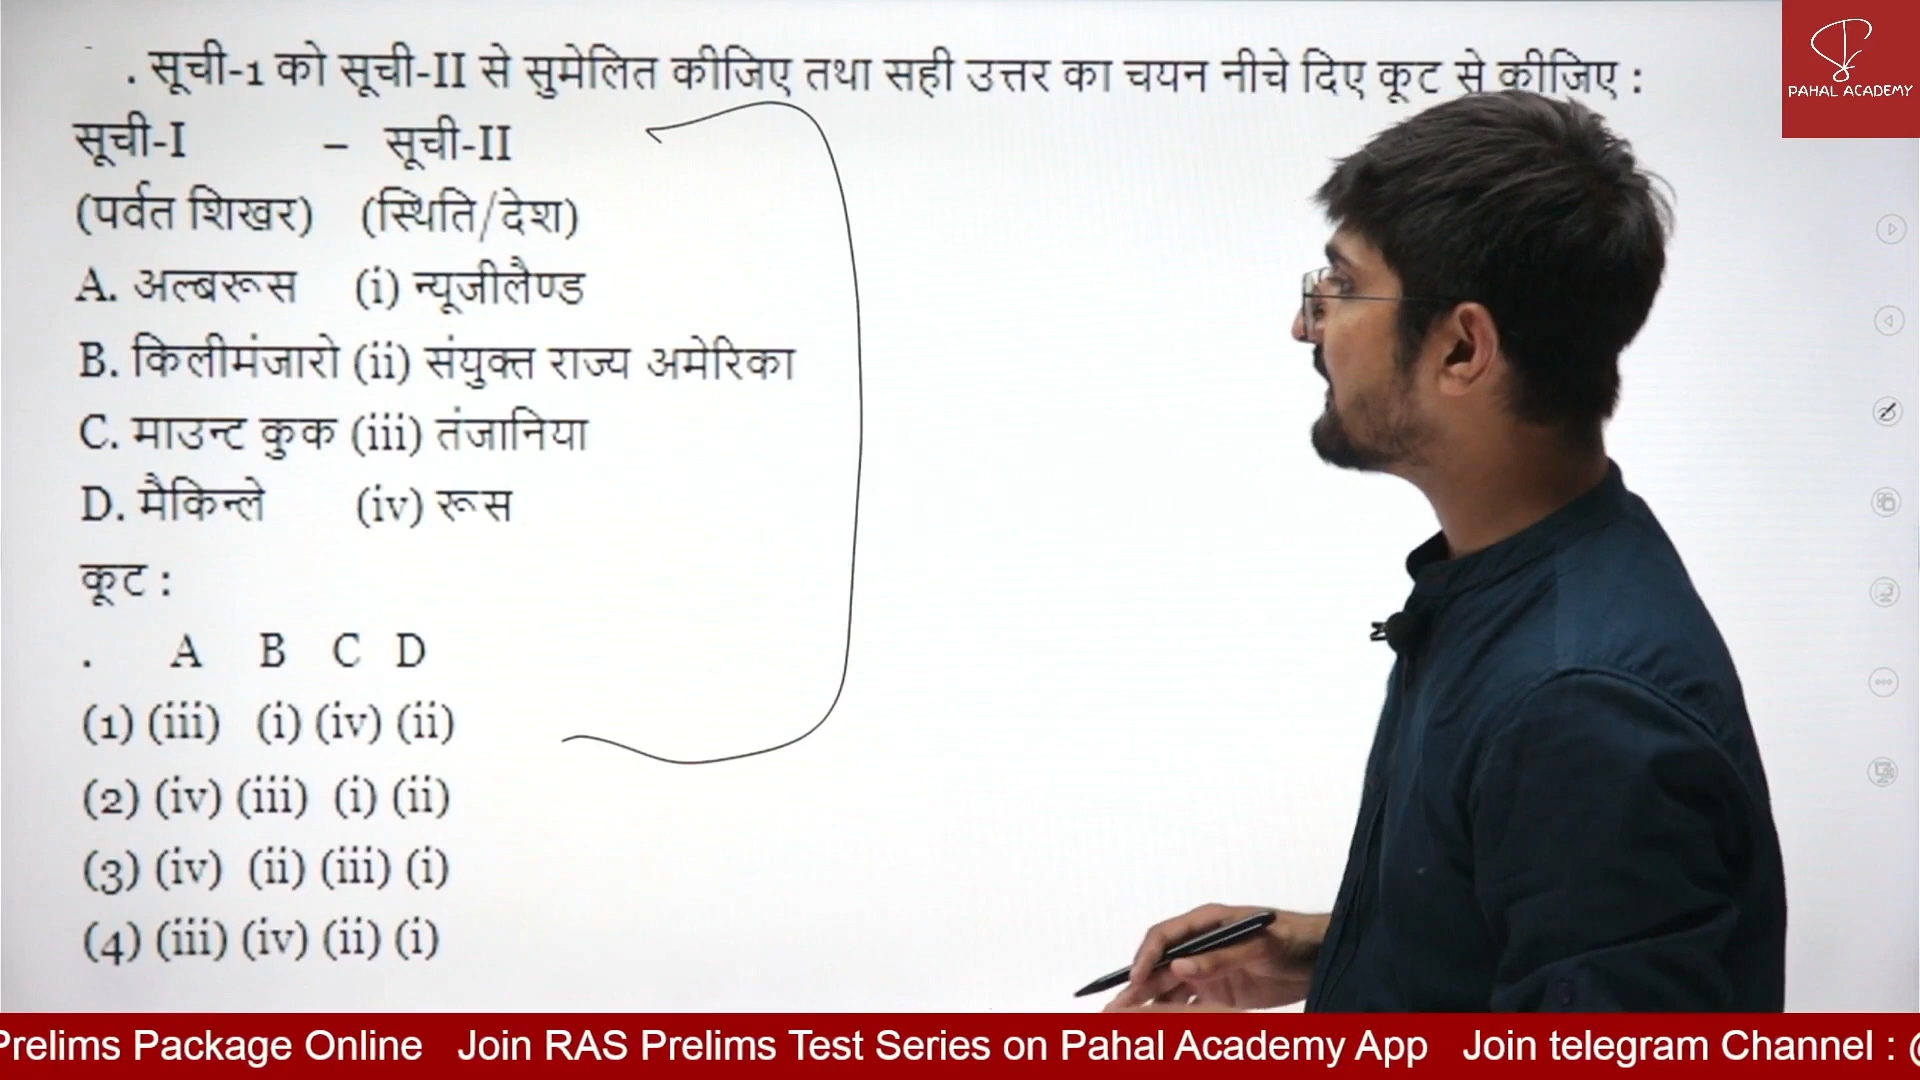 . सूची-1 को सूची-II से सुमेलित कीजिए तथा सही उत्तर का चयन नीचे दिए कूट से कीजिए :
सूची-I – सूची-II
(पर्वत शिखर) (स्थिति/देश)
A. अल्बरूस (i) न्यूजीलैण्ड
B. किलीमंजारो (ii) संयुक्त राज्य अमेरिका
C. माउन्ट कुक (iii) तंजानिया
D. मैकिन्ले (iv) रूस
कूट :
. A B C D
(1) (iii) (i) (iv) (ii)
(2) (iv) (iii) (i) (ii)
(3) (iv) (ii) (iii) (i)
(4) (iii) (iv) (ii) (i)
PAHAL ACADEMY
Prelims Package Online Join RAS Prelims Test Series on Pahal Academy App Join telegram Channel :